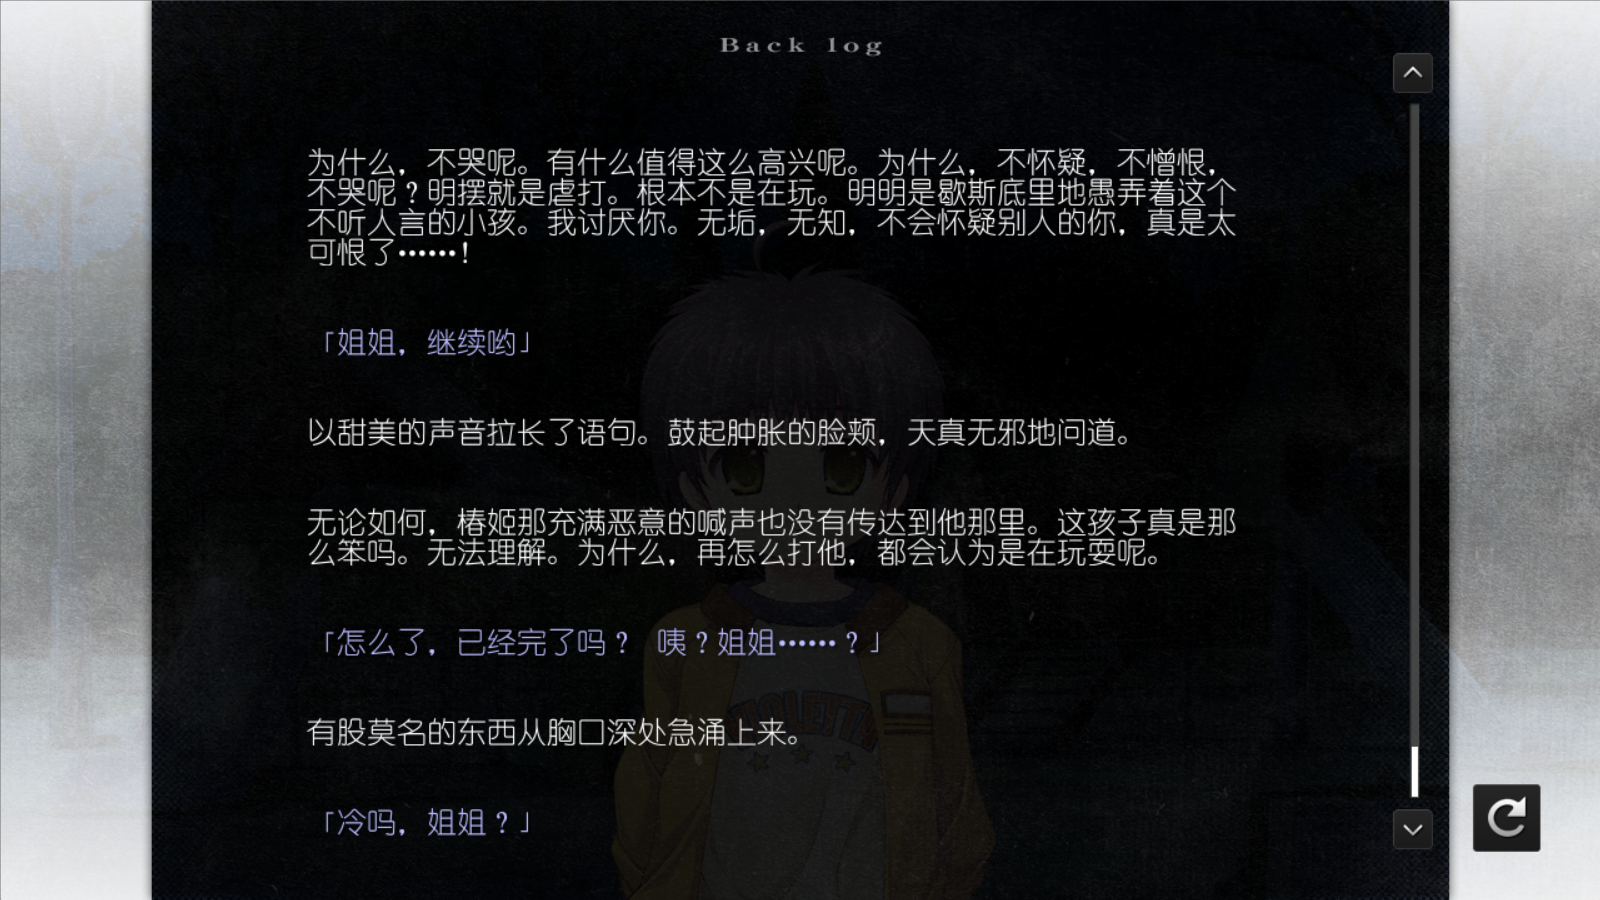 Back log
为什么，不哭呢。有什么值得这么高兴呢。为什么，不怀疑，不憎恨，
不哭呢？明摆就是虐打。根本不是在玩。明明是歇斯底里地愚弄着这个
不听人言的小孩。我讨厌你。无垢，无知，不会怀疑别人的你，真是太
可恨了……！
「姐姐，继续哟」
以甜美的声音拉长了语句。鼓起肿胀的脸颊，天真无邪地问道。
无论如何，椿姬那充满恶意的喊声也没有传达到他那里。这孩子真是那
么笨吗。无法理解。为什么，再怎么打他，都会认为是在玩耍呢。
「怎么了，已经完了吗？ 咦？姐姐……？」
有股莫名的东西从胸口深处急涌上来。
「冷吗，姐姐？」